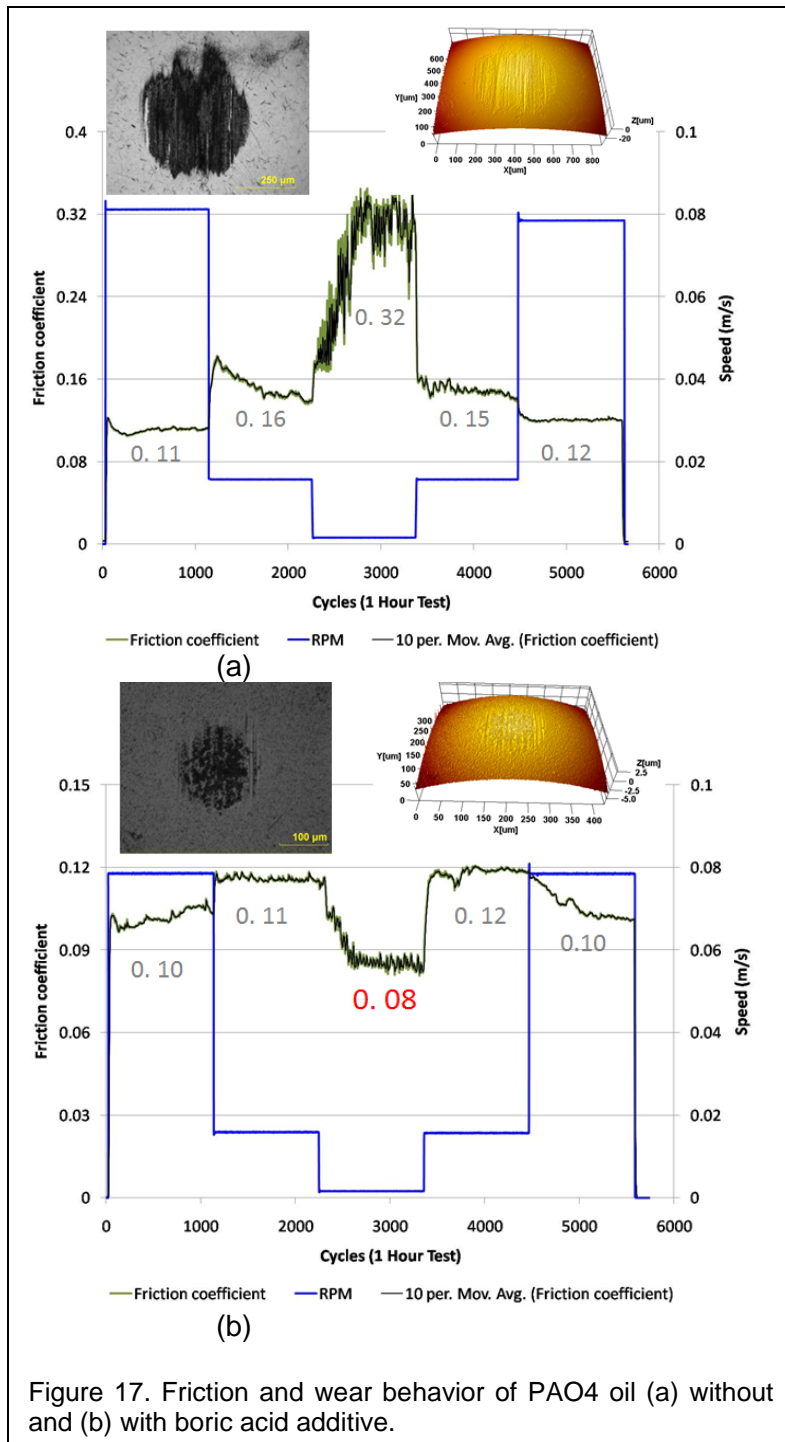 250 µm
600
500
400
Y[um]
300
200
100
0
0 100 200 300 400 500 600 700 800
X[um]
Z[um]
0
-20
0.4
0.32
0.24
0.16
0.08
0
Friction coefficient
0.1
0.08
0.06
0.04
0.02
0
Speed (m/s)
0. 11
0. 16
0. 32
0. 15
0. 12
0 1000 2000 3000 4000 5000 6000
Cycles (1 Hour Test)
Friction coefficient RPM 10 per. Mov. Avg. (Friction coefficient)
(a)
100 µm
300
250
200
Y[um]
150
100
50
0
0 50 100 150 200 250 300 350 400
X[um]
Z[um]
2.5
0
-2.5
-5.0
0.15
0.12
0.09
0.06
0.03
0
Friction coefficient
0.1
0.08
0.06
0.04
0.02
0
Speed (m/s)
0. 10
0. 11
0. 08
0. 12
0.10
0 1000 2000 3000 4000 5000 6000
Cycles (1 Hour Test)
Friction coefficient RPM 10 per. Mov. Avg. (Friction coefficient)
(b)
Figure 17. Friction and wear behavior of PAO4 oil (a) without
and (b) with boric acid additive.